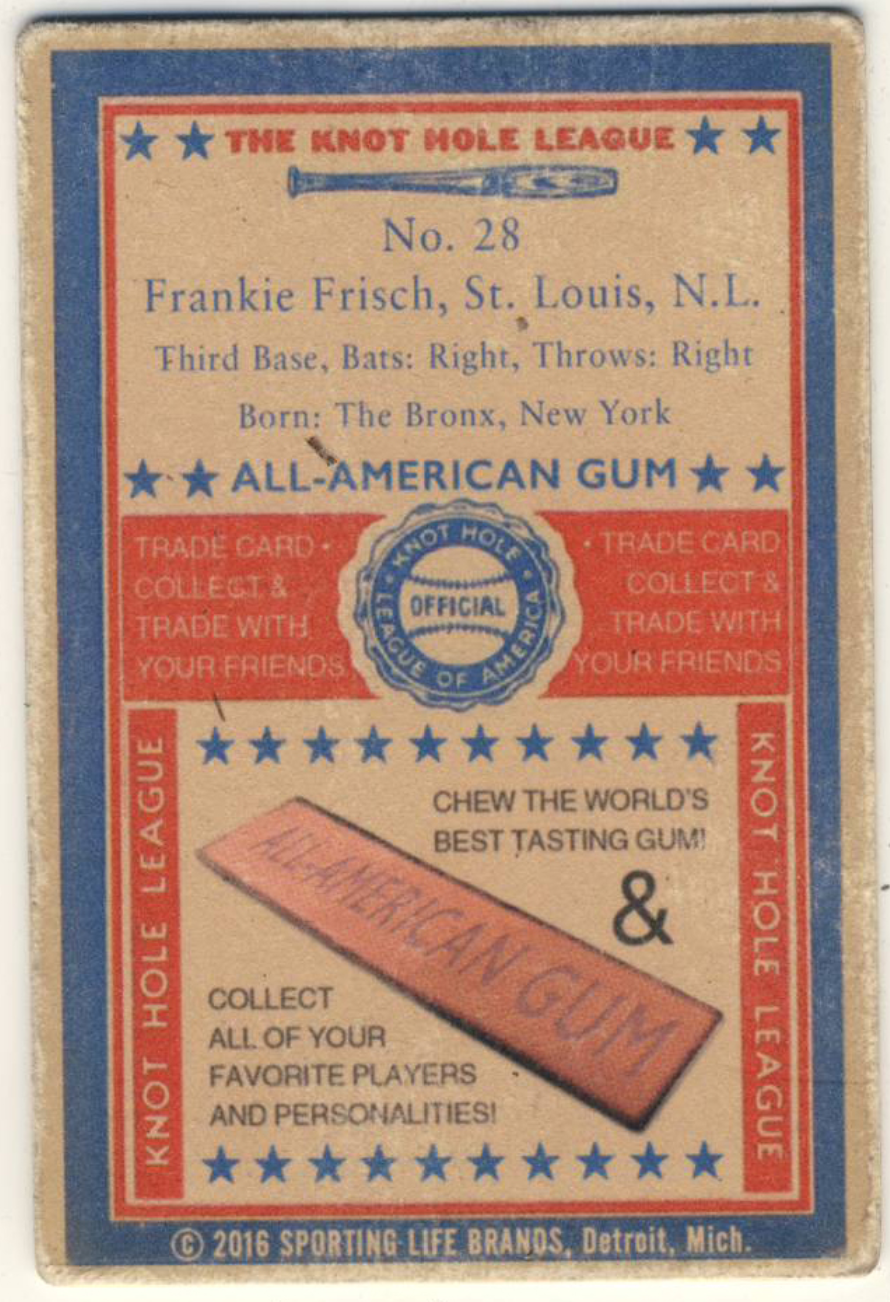 THE KNOT HOLE LEAGUE
No. 28
Frankie Frisch, St. Louis, N.L.
Third Base, Bats: Right, Throws: Right
Born: The Bronx, New York
ALL-AMERICAN GUM
TRADE CARD •
COLLECT &
TRADE WITH
YOUR FRIENDS
KNOT HOLE
LEAGUE OF AMERICA
OFFICIAL
• TRADE CARD
COLLECT &
TRADE WITH
YOUR FRIENDS
KNOT HOLE LEAGUE
CHEW THE WORLD'S
BEST TASTING GUM!
&
ALL-AMERICAN GUM
COLLECT
ALL OF YOUR
FAVORITE PLAYERS
AND PERSONALITIES!
KNOT HOLE LEAGUE
© 2016 SPORTING LIFE BRANDS, Detroit, Mich.